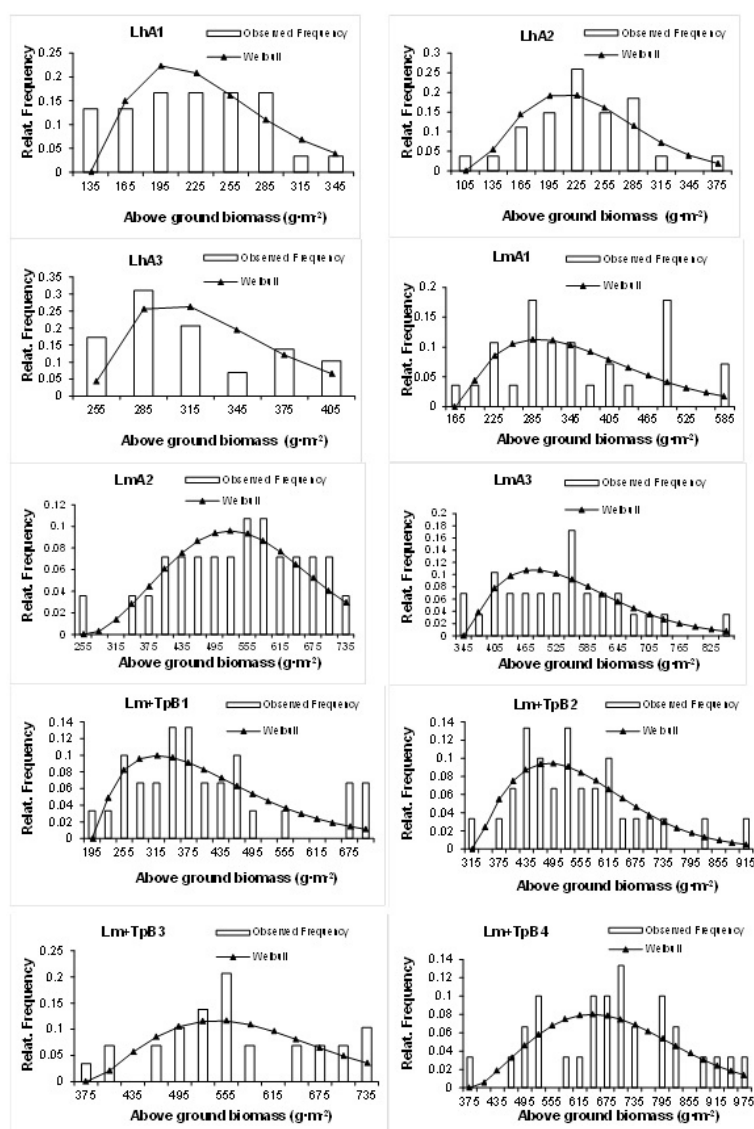 LhA1
Observed Frequency
Weibull
Relat. Frequency
0.25
0.2
0.15
0.1
0.05
0
135 165 195 225 255 285 315 345
Above ground biomass (g·m-²)
LhA2
Observed Frequency
Weibull
Relat. Frequency
0.3
0.25
0.2
0.15
0.1
0.05
0
105 135 165 195 225 255 285 315 345 375
Above ground biomass (g·m-²)
LhA3
Observed Frequency
Weibull
Relat. Frequency
0.35
0.3
0.25
0.2
0.15
0.1
0.05
0
255 285 315 345 375 405
Above ground biomass (g·m-²)
LmA1
Observed Frequency
Weibull
Relat. Frequency
0.2
0.15
0.1
0.05
0
165 225 285 345 405 465 525 585
Above ground biomass (g·m-²)
LmA2
Observed Frequency
Weibull
Relat. Frequency
0.12
0.1
0.08
0.06
0.04
0.02
0
255 315 375 435 495 555 615 675 735
Above ground biomass (g·m-²)
LmA3
Observed Frequency
Weibull
Relat. Frequency
0.2
0.18
0.16
0.14
0.12
0.1
0.08
0.06
0.04
0.02
0
345 405 465 525 585 645 705 765 825
Above ground biomass (g·m-²)
Lm+TpB1
Observed Frequency
Weibull
Relat. Frequency
0.14
0.12
0.1
0.08
0.06
0.04
0.02
0
195 255 315 375 435 495 555 615 675
Above ground biomass (g·m-²)
Lm+TpB2
Observed Frequency
Weibull
Relat. Frequency
0.14
0.12
0.1
0.08
0.06
0.04
0.02
0
315 375 435 495 555 615 675 735 795 855 915
Above ground biomass (g·m-²)
Lm+TpB3
Observed Frequency
Weibull
Relat. Frequency
0.25
0.2
0.15
0.1
0.05
0
375 435 495 555 615 675 735
Above ground biomass (g·m-²)
Lm+TpB4
Observed Frequency
Weibull
Relat. Frequency
0.14
0.12
0.1
0.08
0.06
0.04
0.02
0
375 435 495 555 615 675 735 795 855 915 975
Above ground biomass (g·m-²)